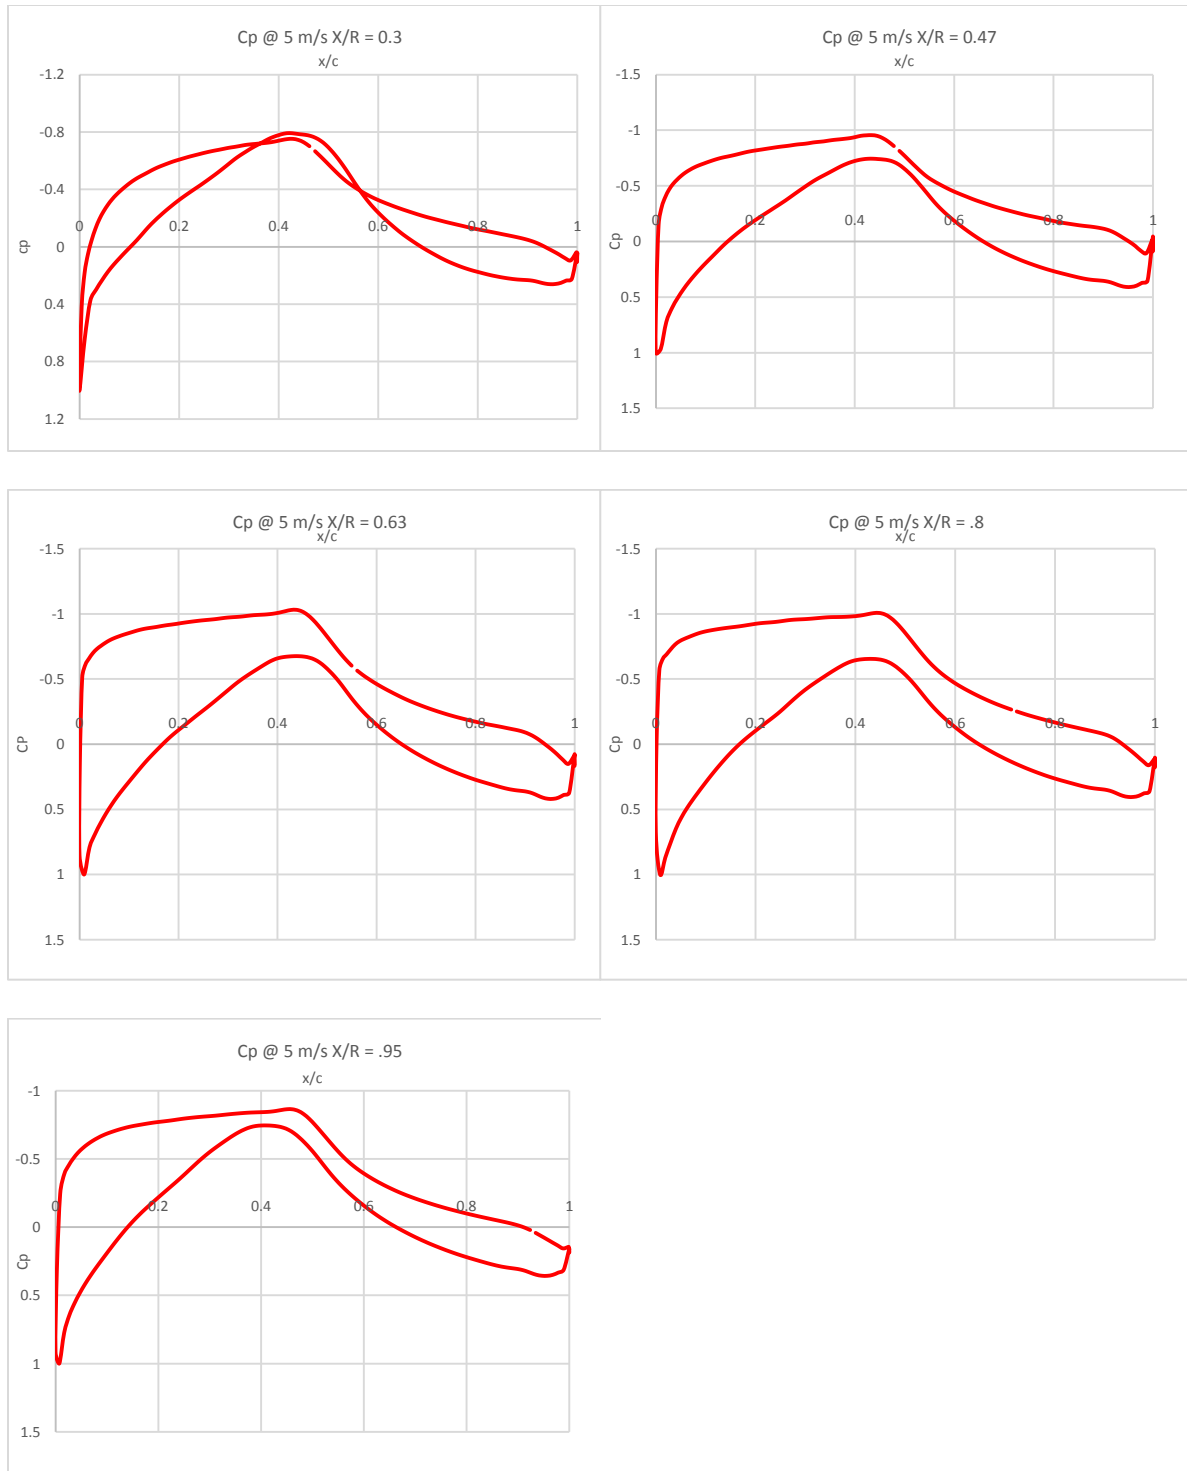 Cp @ 5 m/s X/R = 0.3
x/c
-1.2
-0.8
-0.4
0 0.2 0.4 0.6 0.8 1
0
0.4
0.8
1.2
cp
Cp @ 5 m/s X/R = 0.47
x/c
-1.5
-1
-0.5
0 0.2 0.4 0.6 0.8 1
0
0.5
1
1.5
Cp
Cp @ 5 m/s X/R = 0.63
x/c
-1.5
-1
-0.5
0 0.2 0.4 0.6 0.8 1
0
0.5
1
1.5
CP
Cp @ 5 m/s X/R = .8
x/c
-1.5
-1
-0.5
0 0.2 0.4 0.6 0.8 1
0
0.5
1
1.5
Cp
Cp @ 5 m/s X/R = .95
x/c
-1
-0.5
0 0.2 0.4 0.6 0.8 1
0
0.5
1
1.5
Cp